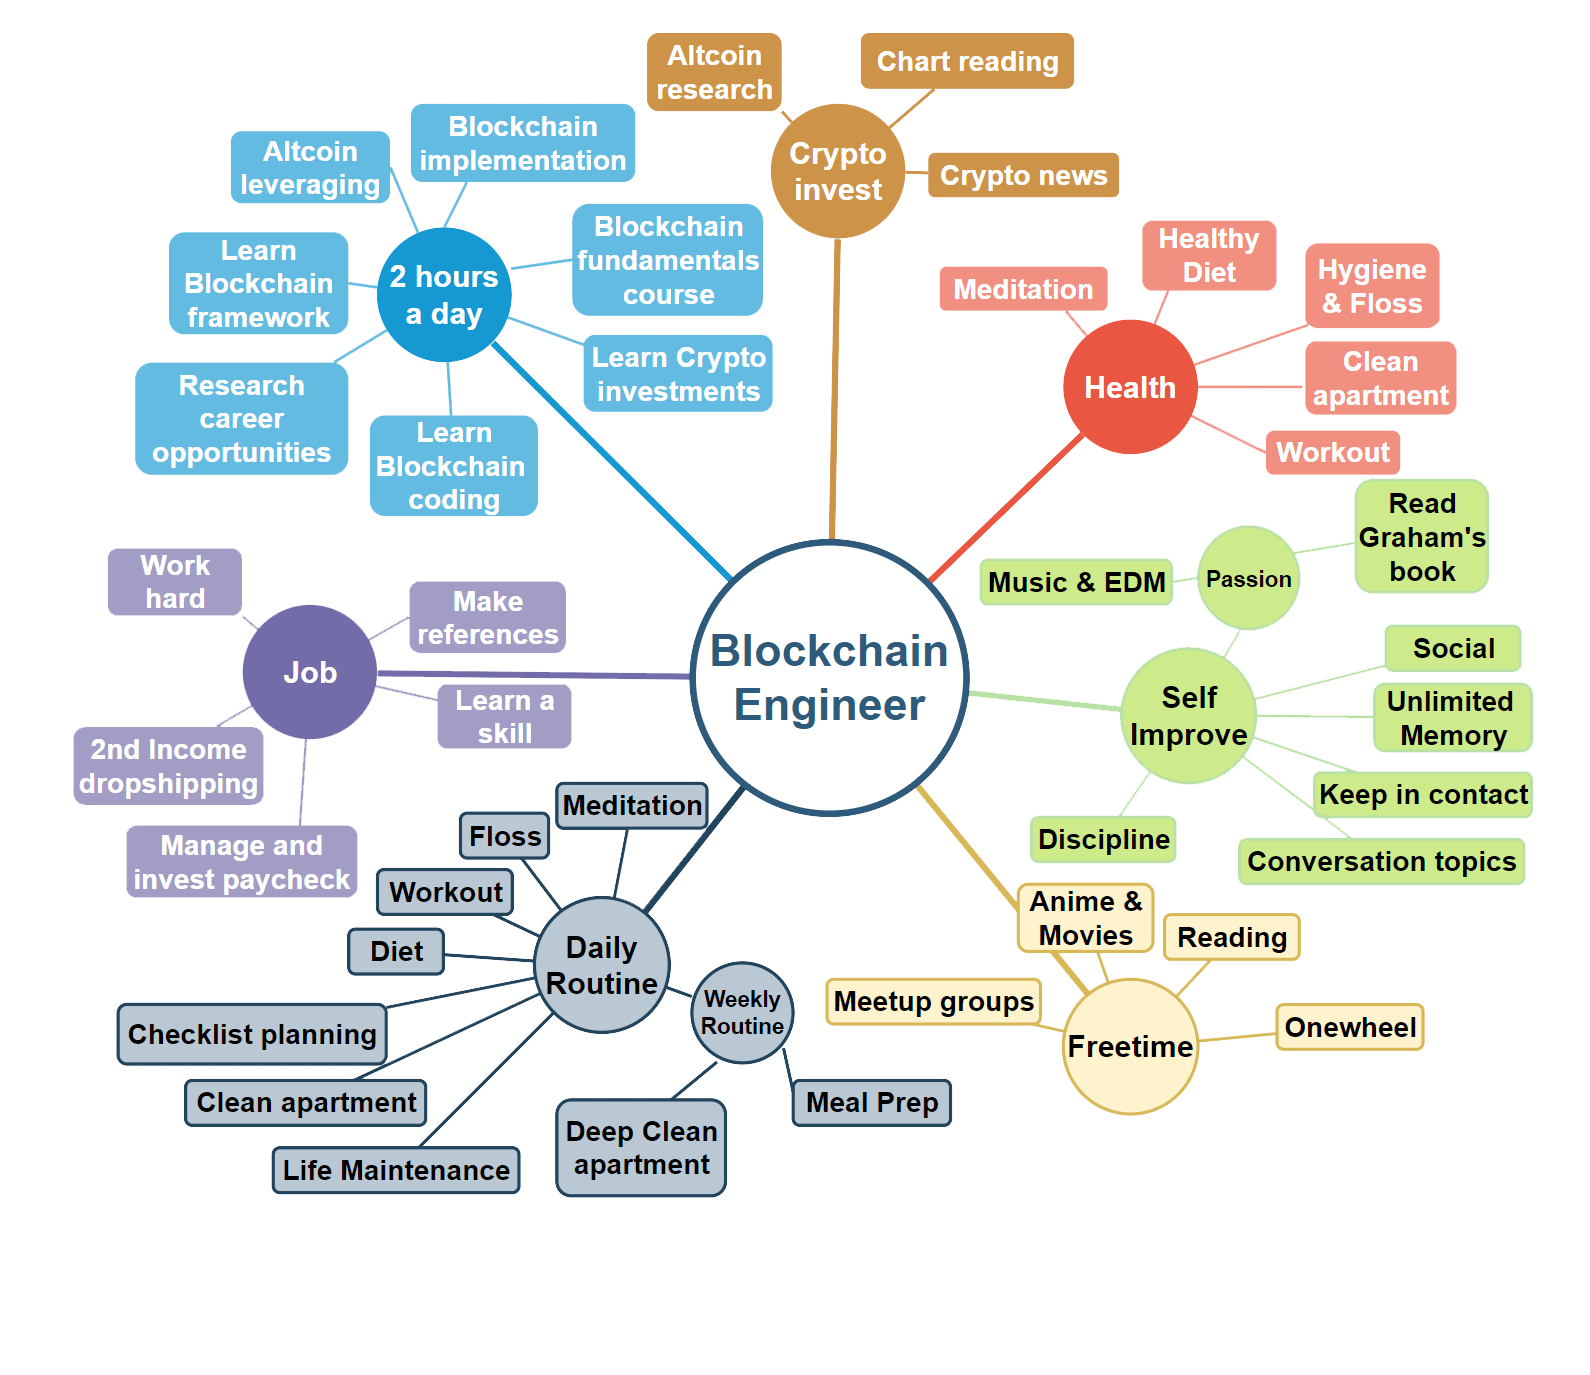 Altcoin
research
Chart reading
Crypto
invest
Crypto news
Blockchain
implementation
Altcoin
leveraging
Blockchain
fundamentals
course
Learn
Blockchain
framework
2 hours
a day
Learn Crypto
investments
Research
career
opportunities
Learn
Blockchain
coding
Healthy
Diet
Meditation
Hygiene
& Floss
Health
Clean
apartment
Workout
Read
Graham's
book
Music & EDM
Passion
Work
hard
Make
references
Job
Learn a
skill
2nd Income
dropshipping
Manage and
invest paycheck
Blockchain
Engineer
Social
Self
Improve
Unlimited
Memory
Keep in contact
Discipline
Conversation topics
Meditation
Floss
Workout
Diet
Daily
Routine
Checklist planning
Clean apartment
Life Maintenance
Weekly
Routine
Deep Clean
apartment
Meal Prep
Anime &
Movies
Reading
Meetup groups
Onewheel
Freetime